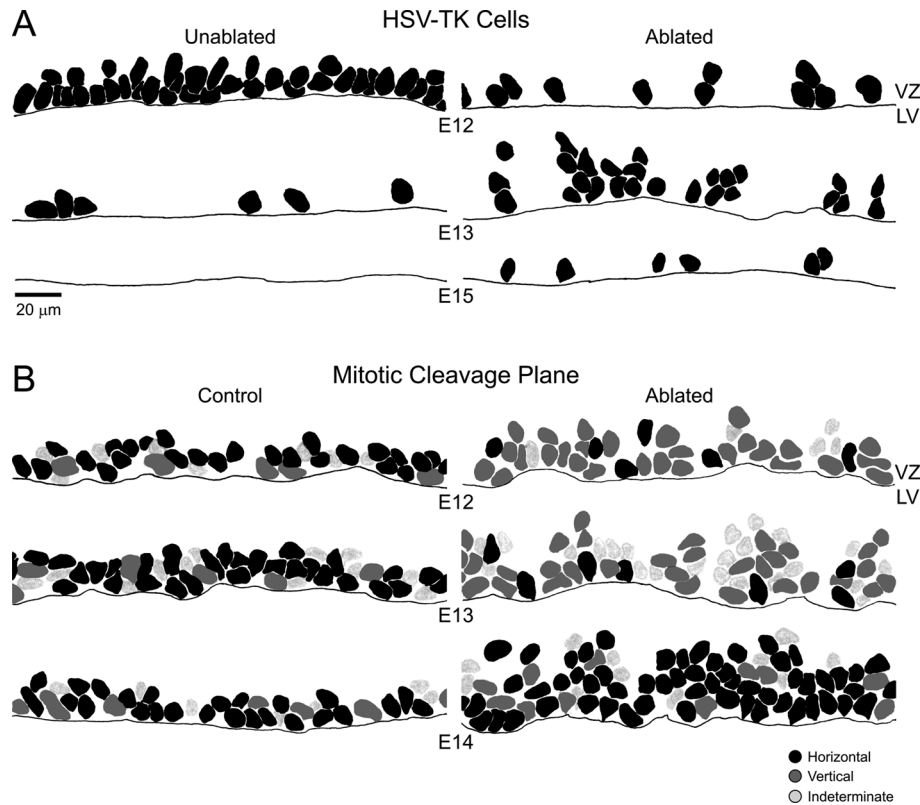 A
HSV-TK Cells
Unablated
Ablated
VZ
LV
E12
E13
E15
20 μm
B
Mitotic Cleavage Plane
Control
Ablated
VZ
LV
E12
E13
E14
Horizontal
Vertical
Indeterminate